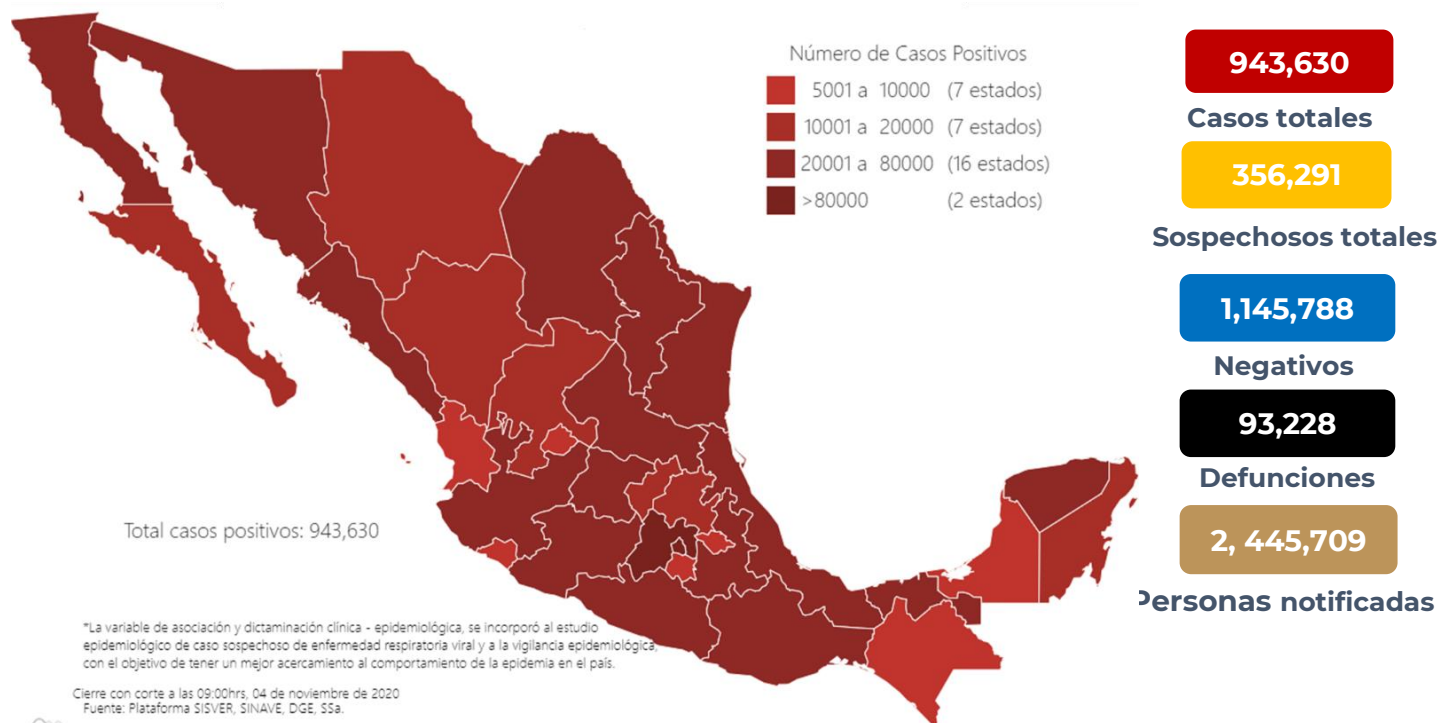 Número de Casos Positivos
5001 a 10000 (7 estados)
10001 a 20000 (7 estados)
20001 a 80000 (16 estados)
>80000 (2 estados)
943,630
Casos totales
356,291
Sospechosos totales
1,145,788
Negativos
93,228
Defunciones
2, 445,709
Personas notificadas
Total casos positivos: 943,630
*La variable de asociación y dictaminación clínica - epidemiológica, se incorporó al estudio
epidemiológico de caso sospechoso de enfermedad respiratoria viral y a la vigilancia epidemiológica,
con el objetivo de tener un mejor acercamiento al comportamiento de la epidemia en el país.
Cierre con corte a las 09:00hrs, 04 de noviembre de 2020
Fuente: Plataforma SISVER, SINAVE, DGE, SSa.